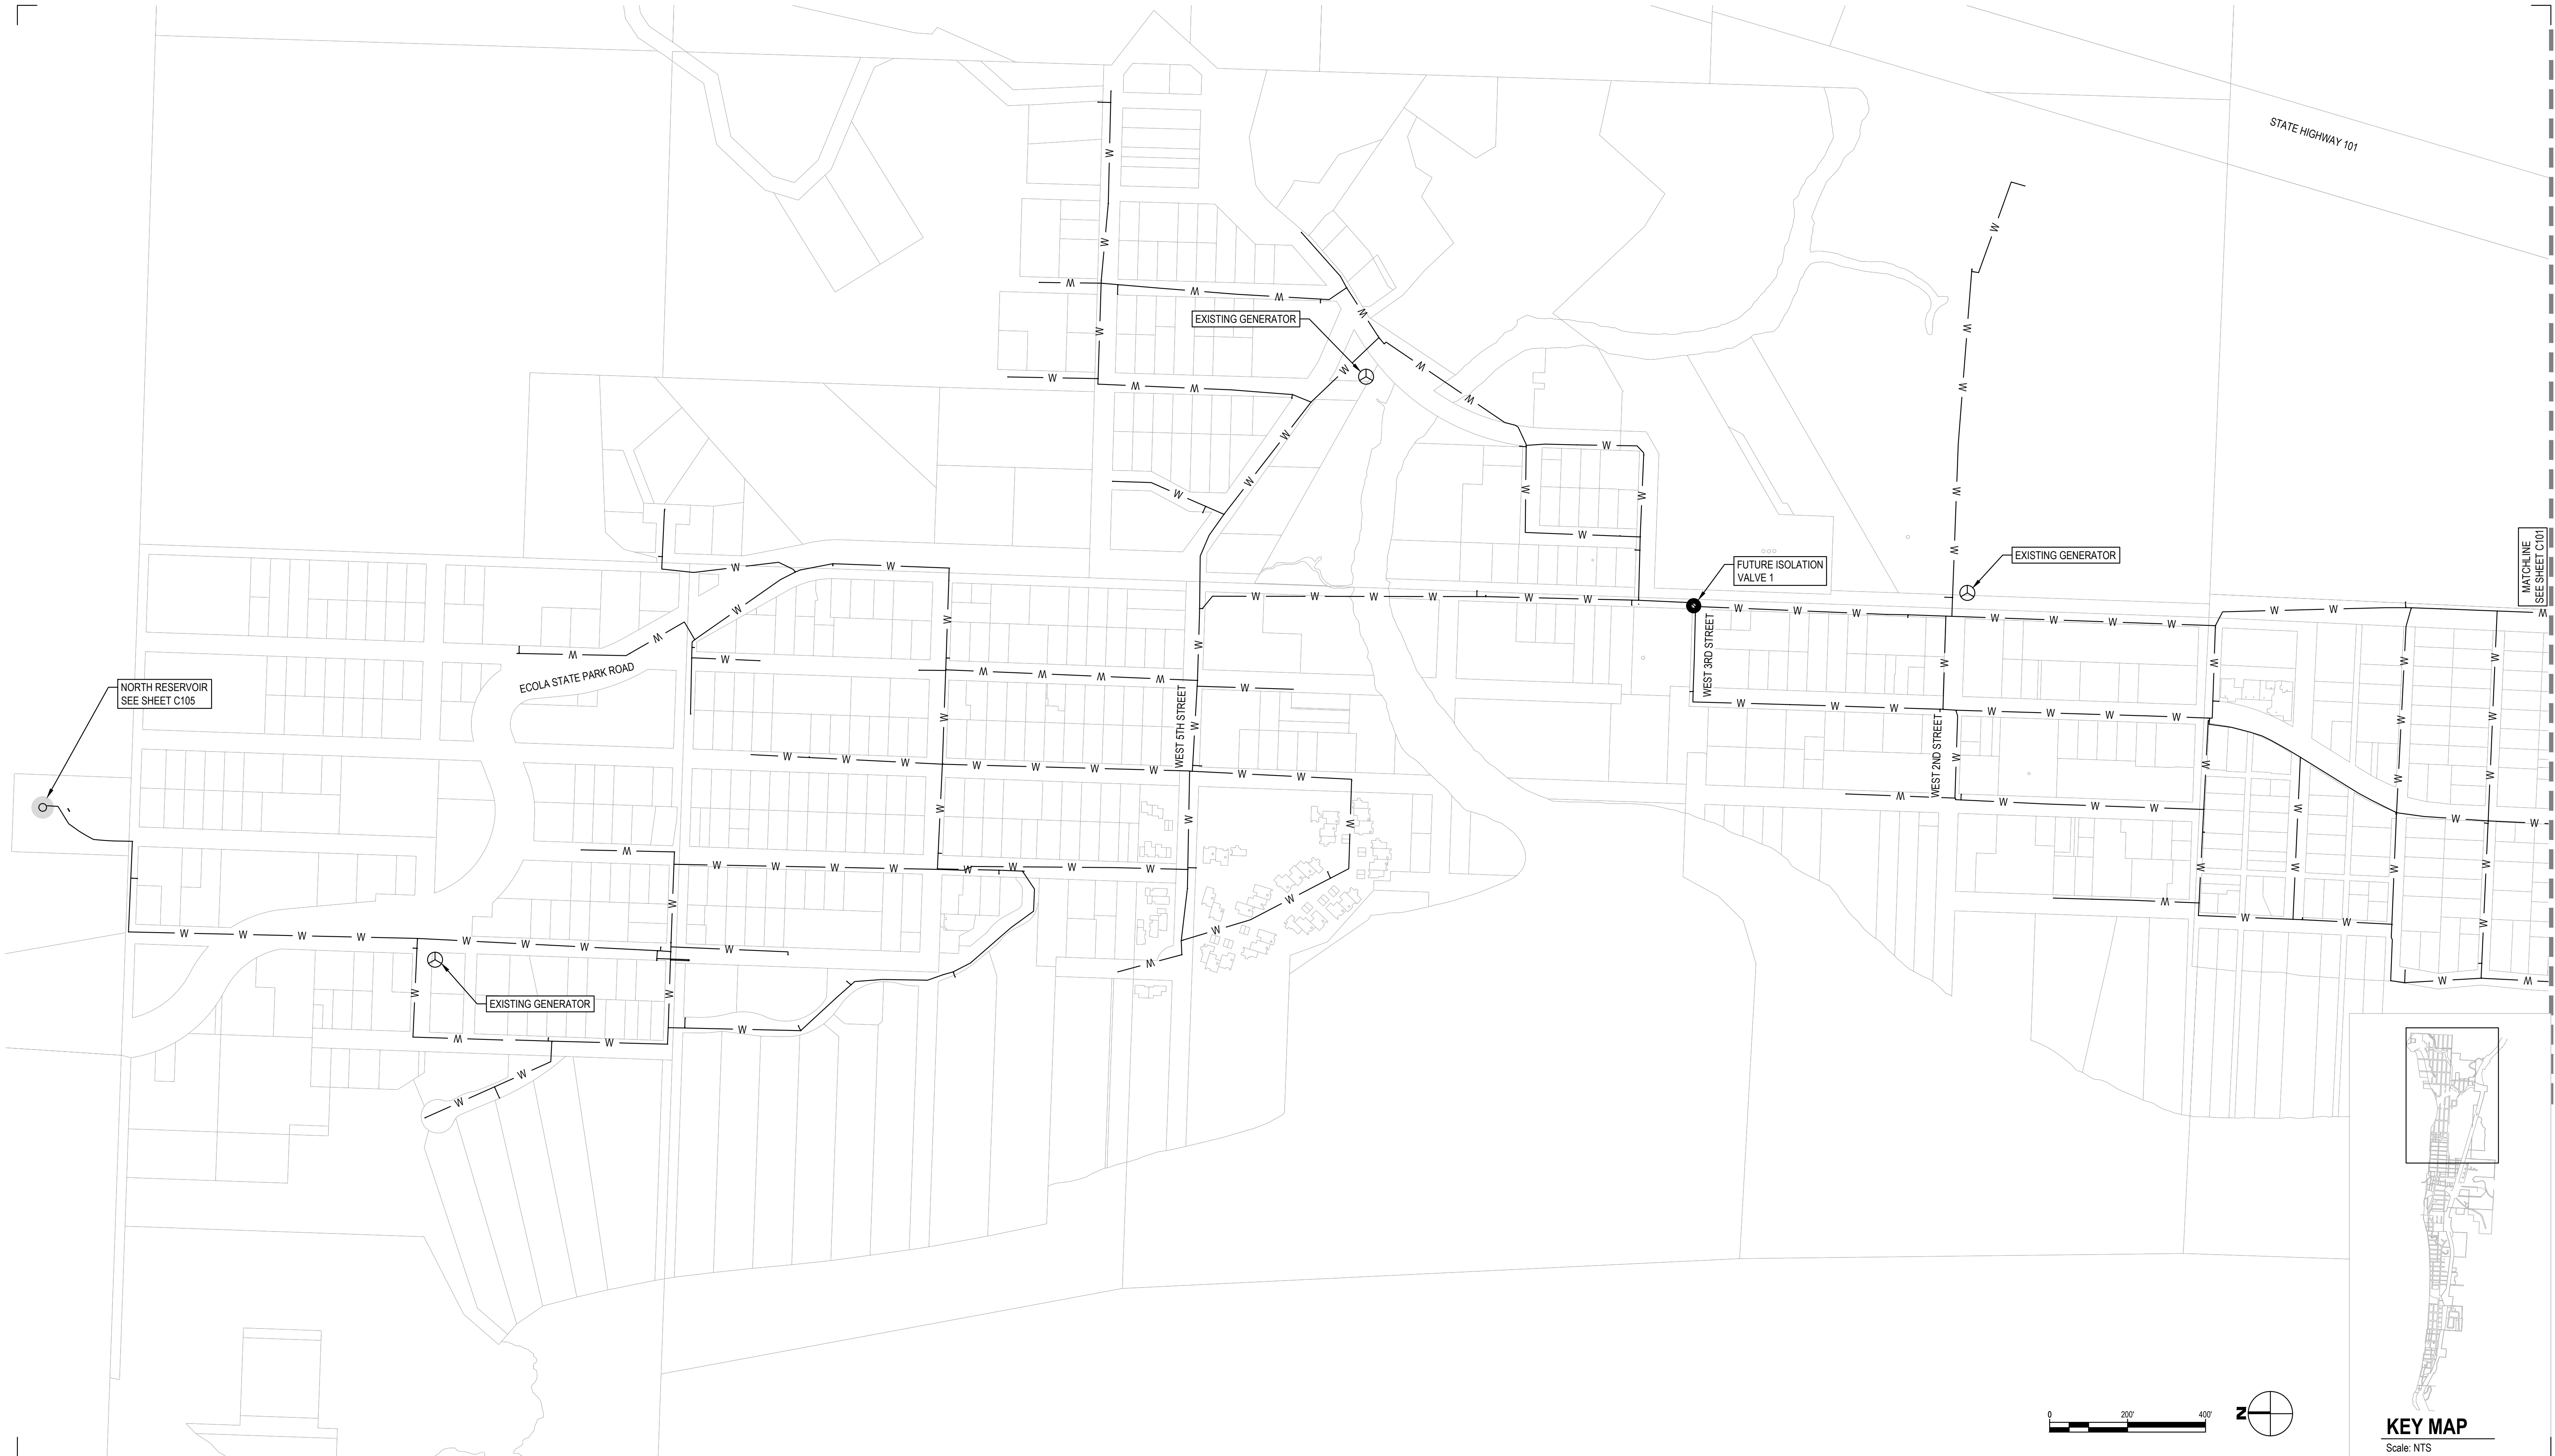 STATE HIGHWAY 101
EXISTING GENERATOR
EXISTING GENERATOR
FUTURE ISOLATION
VALVE 1
MATCHLINE
SEE SHEET C101
WEST 3RD STREET
ECOLA STATE PARK ROAD
NORTH RESERVOIR
SEE SHEET C105
WEST 5TH STREET
WEST 2ND STREET
EXISTING GENERATOR
W
0 200' 400'
N
KEY MAP
Scale: NTS